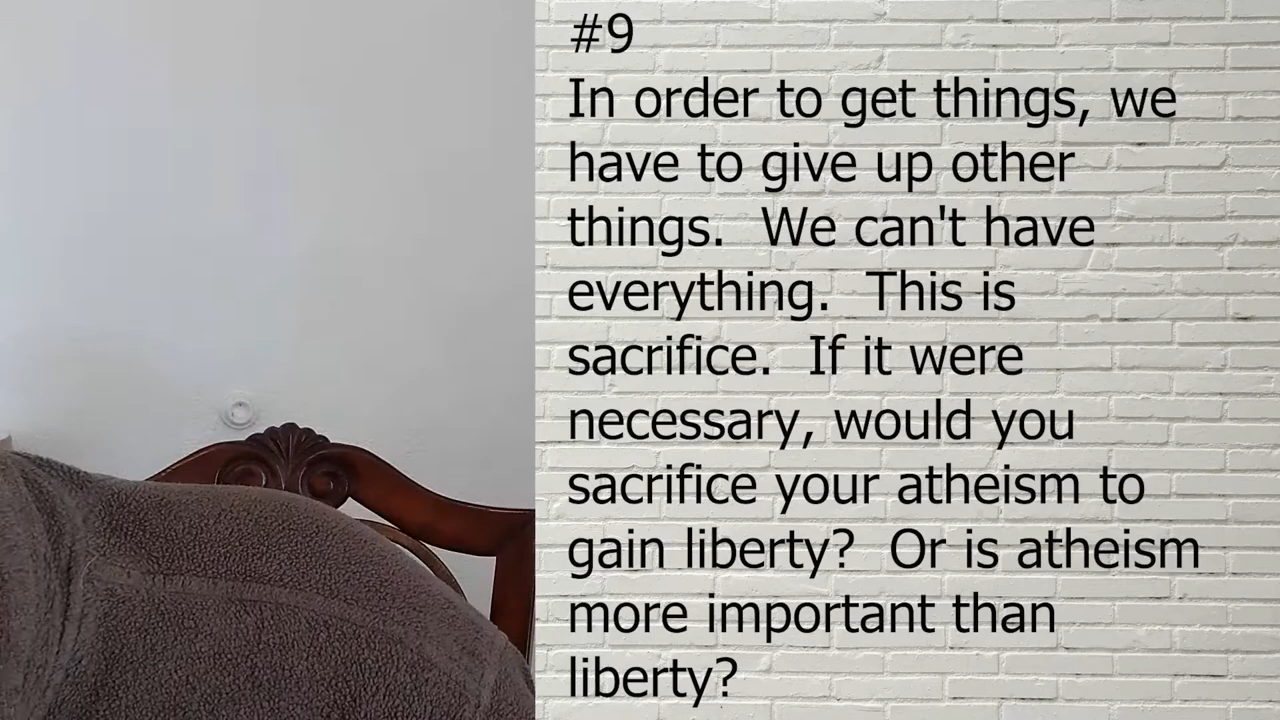 #9
In order to get things, we
have to give up other
things.  We can't have
everything.  This is
sacrifice.  If it were
necessary, would you
sacrifice your atheism to
gain liberty?  Or is atheism
more important than
liberty?